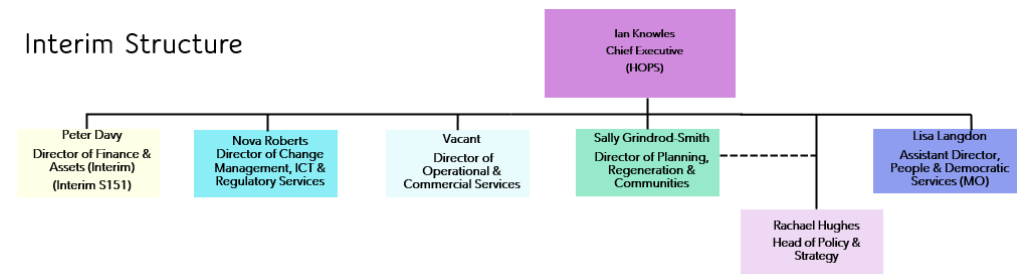 Interim Structure
Ian Knowles
Chief Executive
(HOPS)
Peter Davy
Director of Finance &
Assets (Interim)
(Interim S151)
Nova Roberts
Director of Change
Management, ICT &
Regulatory Services
Vacant
Director of
Operational &
Commercial Services
Sally Grindrod-Smith
Director of Planning,
Regeneration &
Communities
Lisa Langdon
Assistant Director,
People & Democratic
Services (MO)
Rachael Hughes
Head of Policy &
Strategy